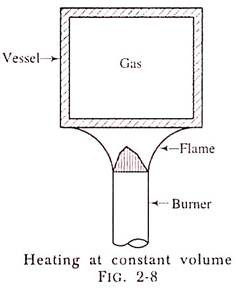 Vessel
Gas
Flame
Burner
Heating at constant volume
FIG. 2-8